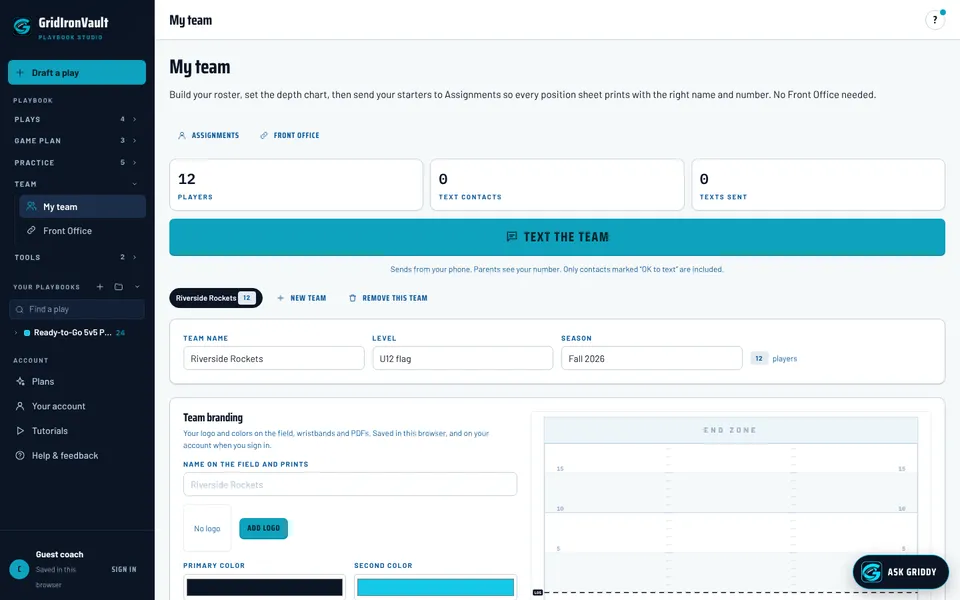 GridIronVault
PLAYBOOK STUDIO
Draft a play
PLAYBOOK
PLAYS 4
GAME PLAN 3
PRACTICE 5
TEAM
My team
Front Office
TOOLS 2
YOUR PLAYBOOKS
Find a play
Ready-to-Go 5v5 P... 24
ACCOUNT
Plans
Your account
Tutorials
Help & feedback
Guest coach
Saved in this
browser
SIGN IN
My team
?
My team
Build your roster, set the depth chart, then send your starters to Assignments so every position sheet prints with the right name and number. No Front Office needed.
ASSIGNMENTS FRONT OFFICE
12
PLAYERS
0
TEXT CONTACTS
0
TEXTS SENT
TEXT THE TEAM
Sends from your phone. Parents see your number. Only contacts marked "OK to text" are included.
Riverside Rockets 12 NEW TEAM REMOVE THIS TEAM
TEAM NAME LEVEL SEASON
Riverside Rockets U12 flag Fall 2026 12 players
Team branding
Your logo and colors on the field, wristbands and PDFs. Saved in this browser, and on your
account when you sign in.
NAME ON THE FIELD AND PRINTS
Riverside Rockets
No logo ADD LOGO
PRIMARY COLOR SECOND COLOR
END ZONE
15 15
10 10
5 5
LOS
ASK GRIDDY